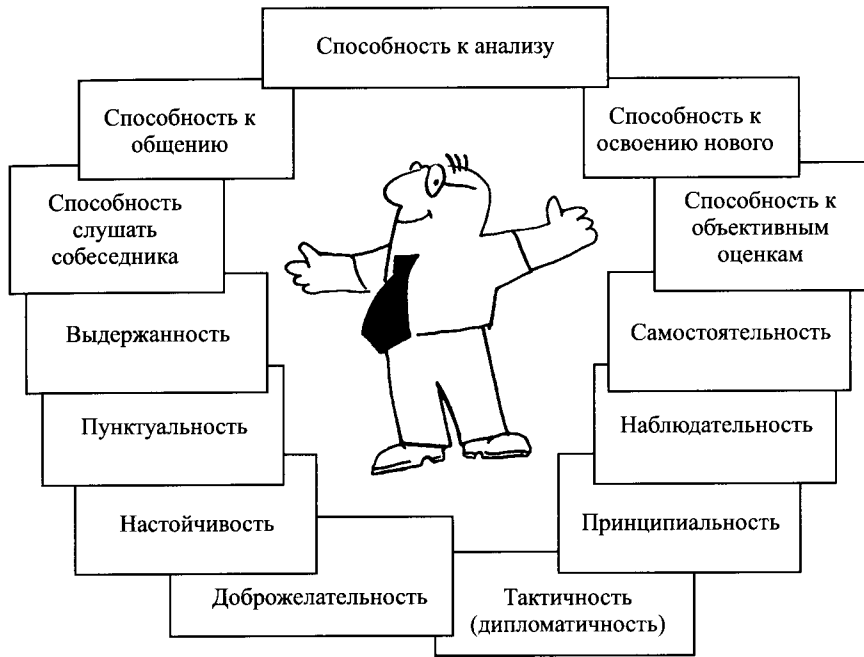 Способность к анализу
Способность к
общению
Способность к
освоению нового
Способность
слушать
собеседника
Способность к
объективным
оценкам
Выдержанность
Самостоятельность
Пунктуальность
Наблюдательность
Настойчивость
Принципиальность
Доброжелательность
Тактичность
(дипломатичность)